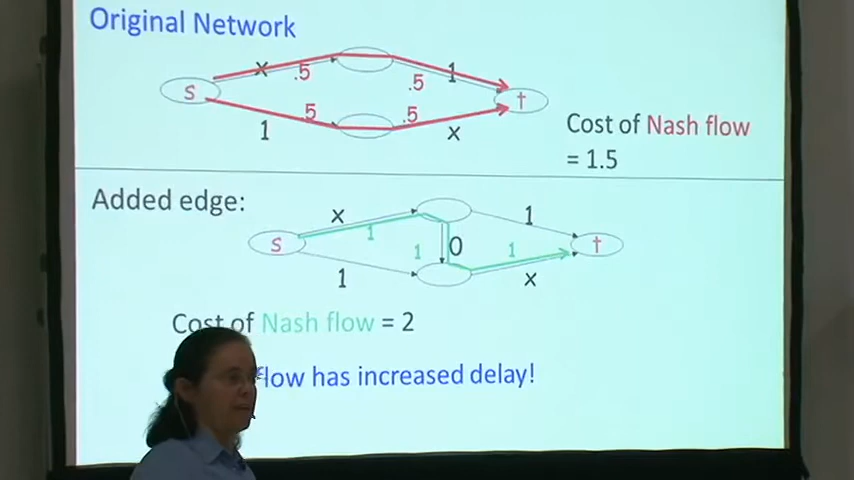 Original Network
x .5 .5 1
s t
1 .5 .5 x
Cost of Nash flow
= 1.5
Added edge:
x 1
s 1 1 0 1 t
1 x
Cost of Nash flow = 2
flow has increased delay!